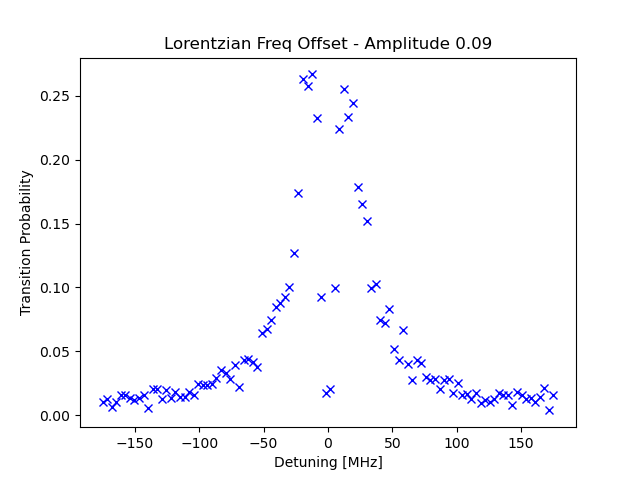 Lorentzian Freq Offset - Amplitude 0.09
0.25
0.20
0.15
0.10
0.05
0.00
Transition Probability
−150 −100 −50 0 50 100 150
Detuning [MHz]